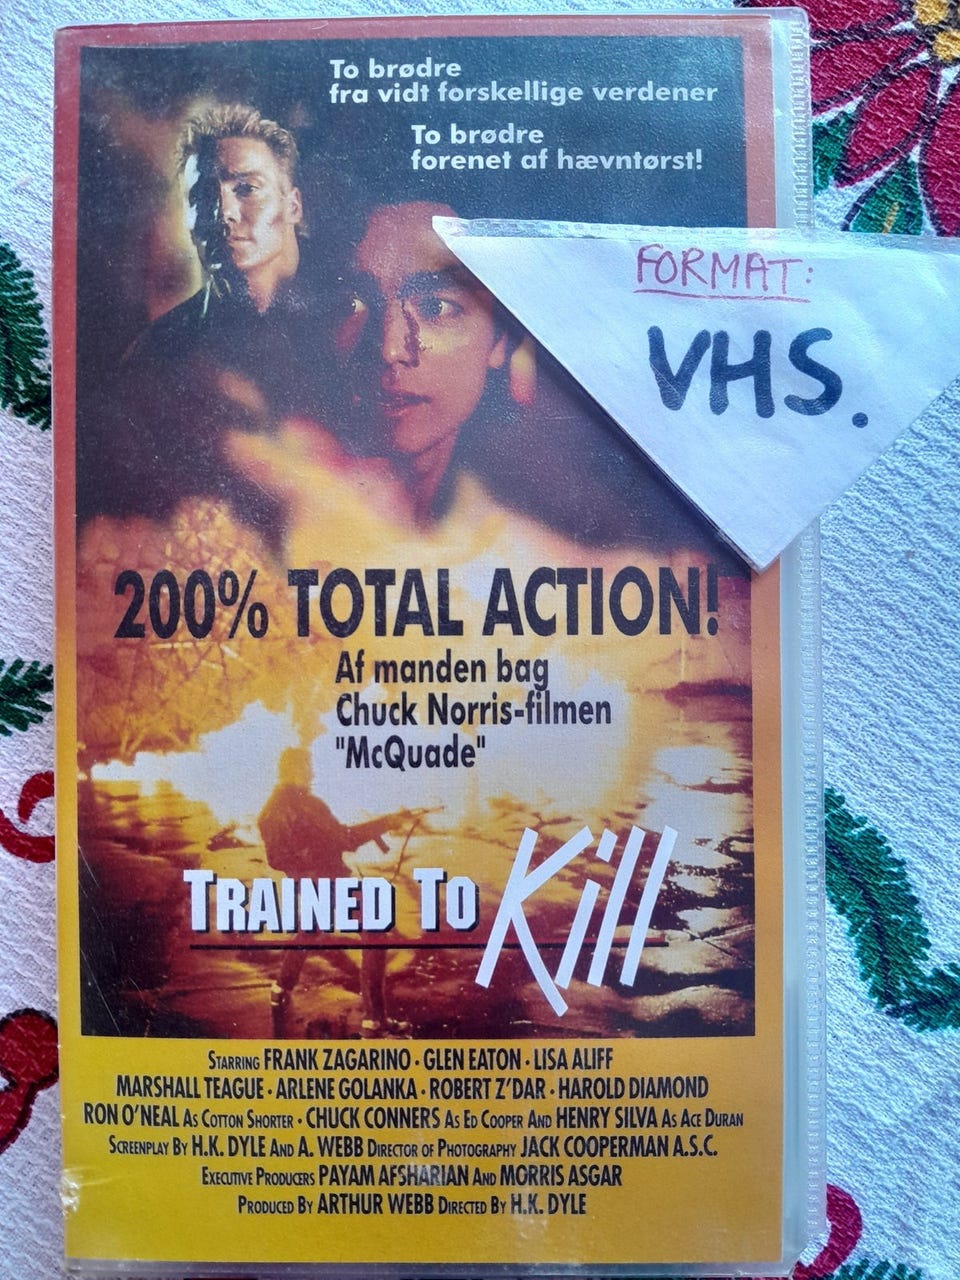 To brødre
fra vidt forskellige verdener
To brødre
forenet af hævntørst!
FORMAT:
VHS.
200% TOTAL ACTION!
Af manden bag
Chuck Norris-filmen
"McQuade"
TRAINED TO Kill
STARRING FRANK ZAGARINO · GLEN EATON · LISA ALIFF
MARSHALL TEAGUE · ARLENE GOLANKA · ROBERT Z'DAR · HAROLD DIAMOND
RON O'NEAL AS COTTON SHORTER · CHUCK CONNERS AS ED COOPER AND HENRY SILVA AS ACE DURAN
SCREENPLAY BY H.K. DYLE AND A. WEBB DIRECTOR OF PHOTOGRAPHY JACK COOPERMAN A.S.C.
EXECUTIVE PRODUCERS PAYAM AFSHARIAN AND MORRIS ASGAR
PRODUCED BY ARTHUR WEBB DIRECTED BY H.K. DYLE